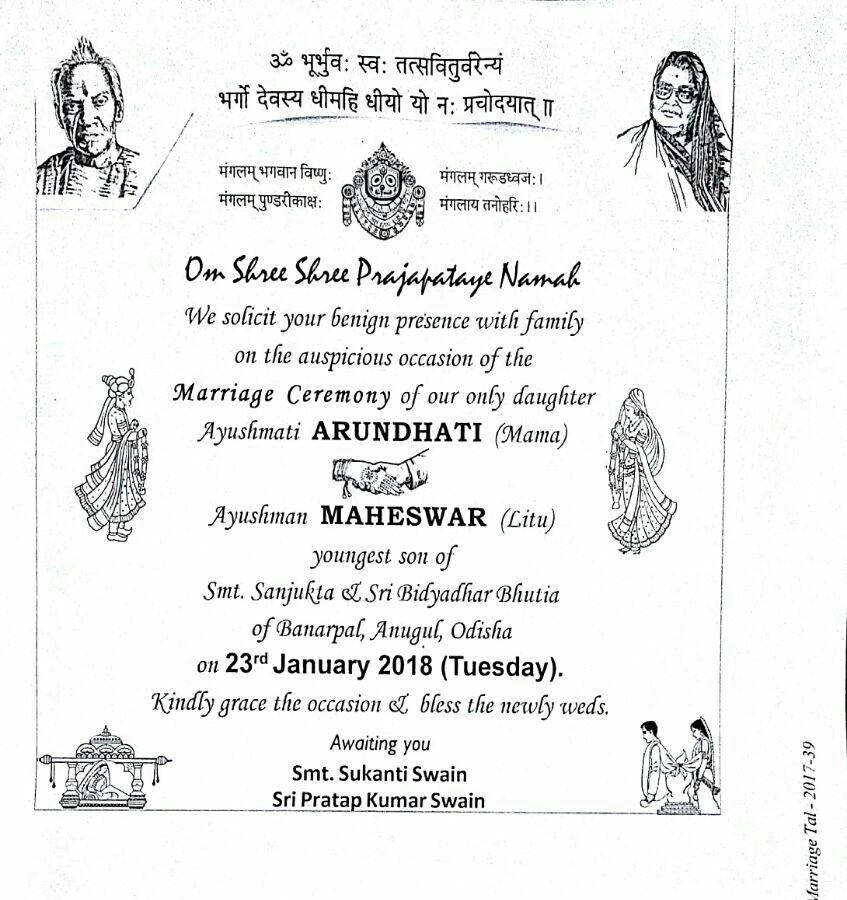 ॐ भूर्भुवः स्वः तत्सवितुर्वरेन्यं
भर्गो देवस्य धीमहि धीयो यो नः प्रचोदयात् ॥
मंगलम् भगवान विष्णुः मंगलम् गरूडध्वजः।
मंगलम् पुण्डरीकाक्षः मंगलाय तनोहरिः।।
Om Shree Shree Prajapataye Namah
We solicit your benign presence with family
on the auspicious occasion of the
Marriage Ceremony of our only daughter
Ayushmati ARUNDHATI (Mama)
Ayushman MAHESWAR (Litu)
youngest son of
Smt. Sanjukta & Sri Bidyadhar Bhutia
of Banarpal, Anugul, Odisha
on 23rd January 2018 (Tuesday).
Kindly grace the occasion & bless the newly weds.
Awaiting you
Smt. Sukanti Swain
Sri Pratap Kumar Swain
Marriage Tal - 2017-39